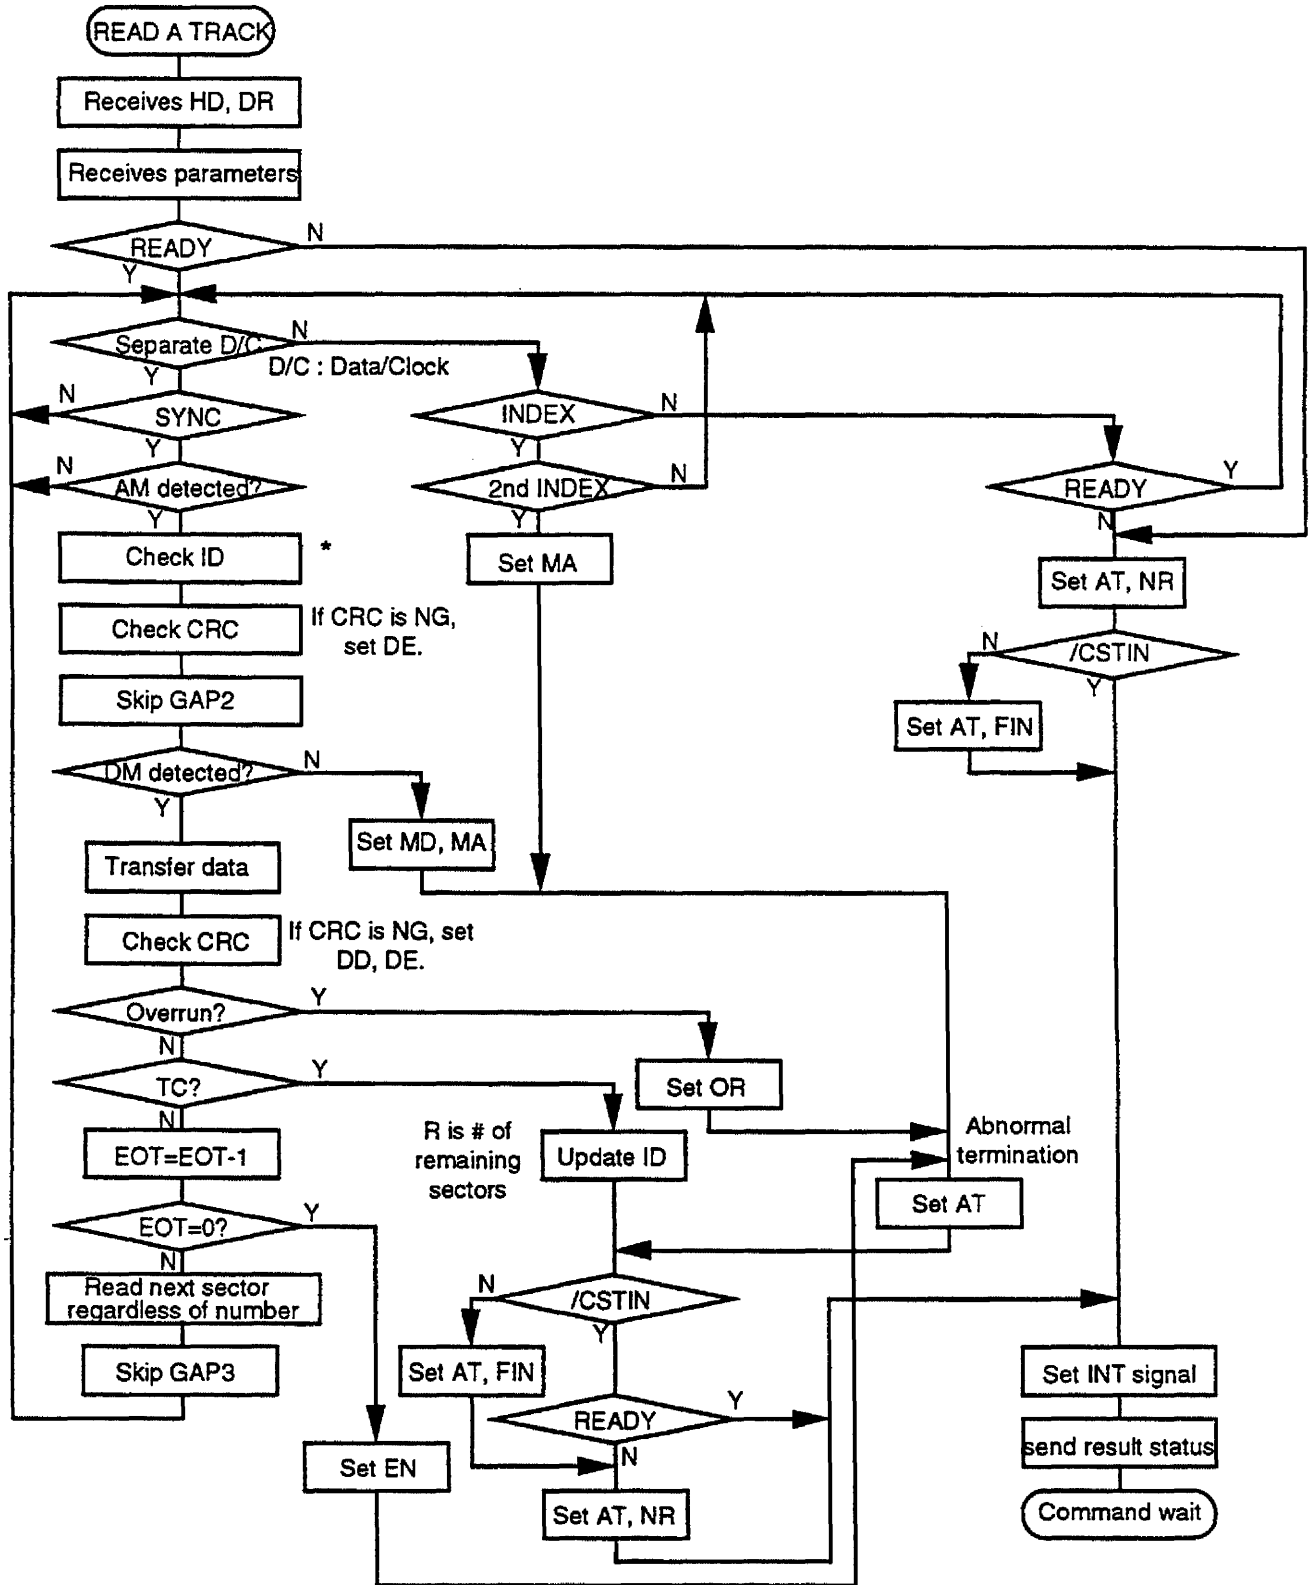 READ A TRACK
Receives HD, DR
Receives parameters
READY
N
Y
Separate D/C
N
D/C : Data/Clock
Y
SYNC
N
Y
AM detected?
N
Y
Check ID
*
Check CRC
If CRC is NG,
set DE.
Skip GAP2
DM detected?
N
Y
Set MD, MA
Transfer data
Check CRC
If CRC is NG, set
DD, DE.
Overrun?
Y
N
TC?
Y
N
EOT=EOT-1
EOT=0?
Y
N
Read next sector
regardless of number
Skip GAP3
INDEX
N
Y
2nd INDEX
N
Y
Set MA
READY
Y
N
Set AT, NR
/CSTIN
N
Y
Set AT, FIN
Set OR
R is # of
remaining
sectors
Update ID
Abnormal
termination
Set AT
/CSTIN
N
Y
Set AT, FIN
READY
Y
N
Set EN
Set AT, NR
Set INT signal
send result status
Command wait